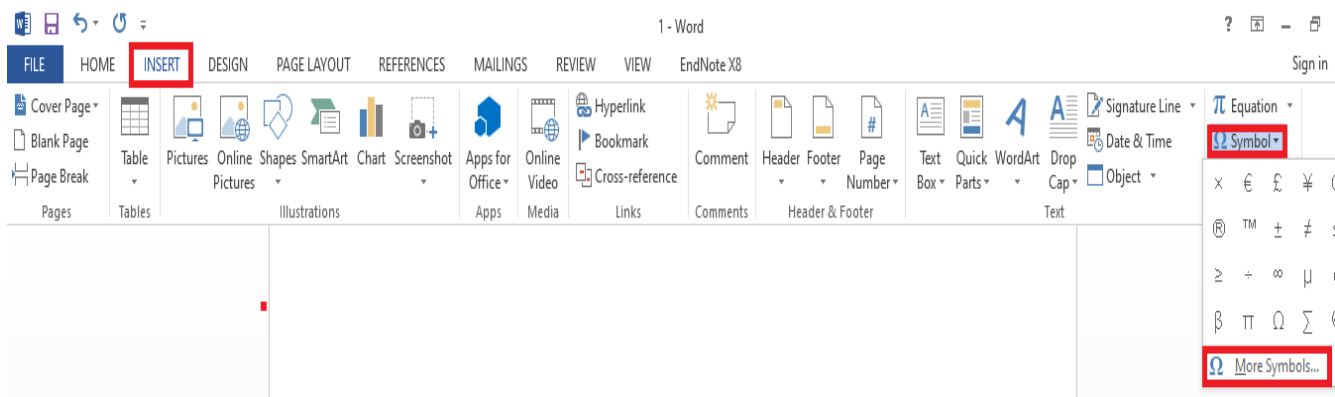 1 - Word
?
FILE HOME INSERT DESIGN PAGE LAYOUT REFERENCES MAILINGS REVIEW VIEW EndNote X8 Sign in
Cover Page
Blank Page
Page Break
Pages
Table
Tables
Pictures
Online Pictures
Shapes
SmartArt
Chart
Screenshot
Illustrations
Apps for Office
Apps
Online Video
Media
Hyperlink
Bookmark
Cross-reference
Links
Comment
Comments
Header
Footer
Page Number
#
Header & Footer
Text Box
Quick Parts
WordArt
Drop Cap
Signature Line
Date & Time
Object
Text
π Equation
Ω Symbol
× € £ ¥
® ™ ± ≠
≥ ÷ ∞ µ
β π Ω ∑
Ω More Symbols...